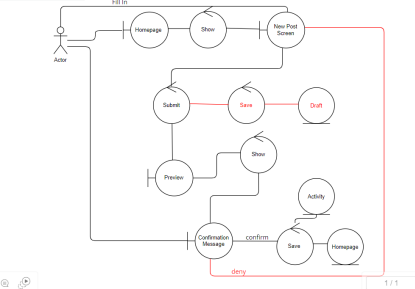 Fill In
Homepage
Show
New Post
Screen
Actor
Submit
Save
Draft
Show
Preview
Activity
Confirmation
Message
confirm
Save
Homepage
deny
1 / 1